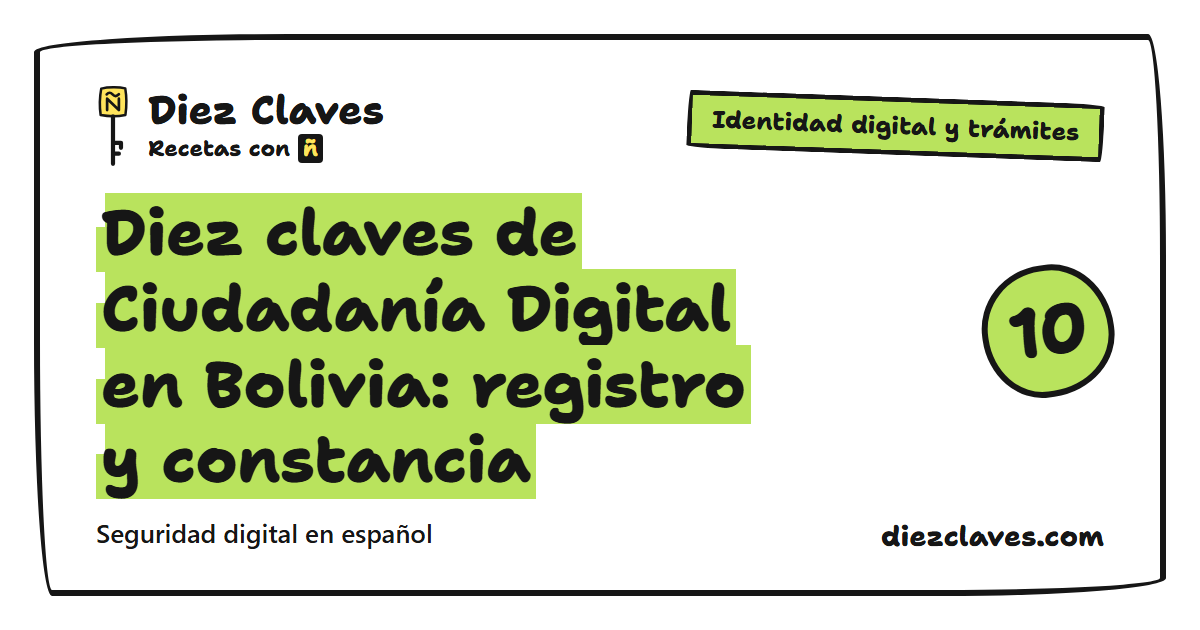 Ñ
Diez Claves
Recetas con ñ
Identidad digital y trámites
Diez claves de
Ciudadanía Digital
en Bolivia: registro
y constancia
10
Seguridad digital en español
diezclaves.com